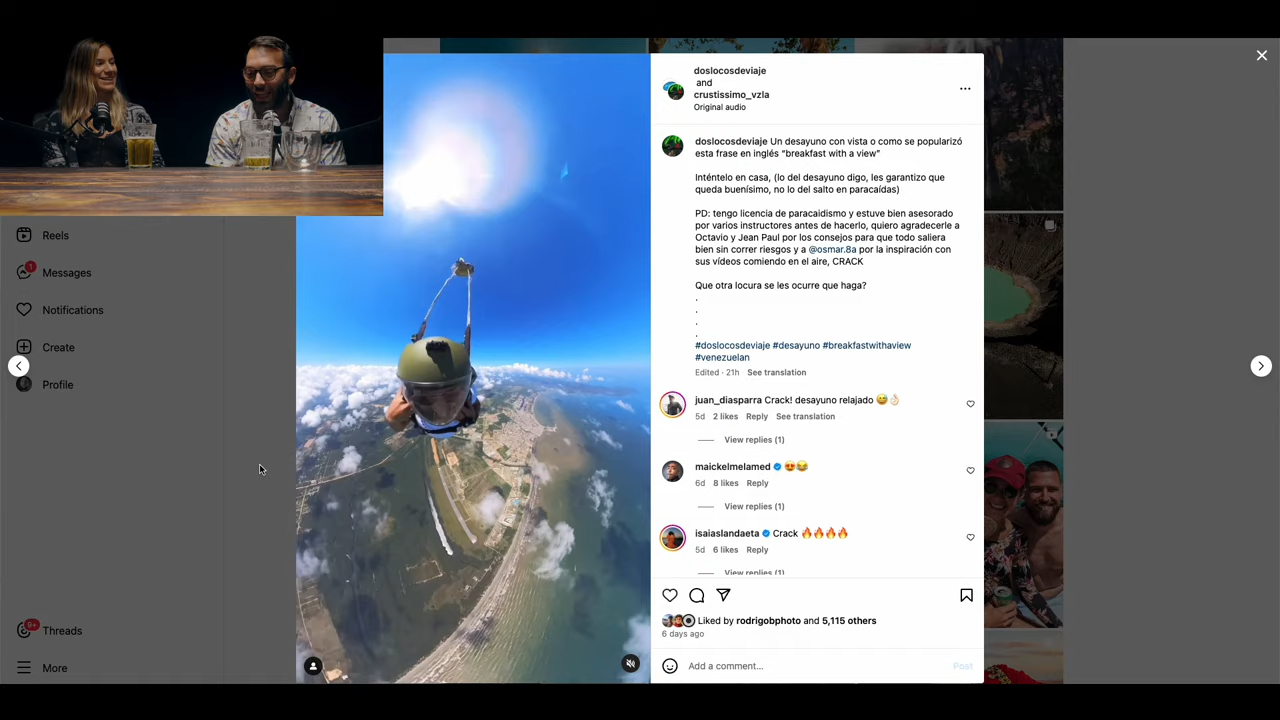 doslocosdeviaje
and
crustissimo_vzla
Original audio
doslocosdeviaje Un desayuno con vista o como se popularizó
esta frase en inglés “breakfast with a view”
Inténtelo en casa, (lo del desayuno digo, les garantizo que
queda buenísimo, no lo del salto en paracaídas)
PD: tengo licencia de paracaidismo y estuve bien asesorado
por varios instructores antes de hacerlo, quiero agradecerle a
Octavio y Jean Paul por los consejos para que todo saliera
bien sin correr riesgos y a @osmar.8a por la inspiración con
sus vídeos comiendo en el aire, CRACK
Que otra locura se les ocurre que haga?
.
.
.
.
#doslocosdeviaje #desayuno #breakfastwithaview
#venezuelan
Edited · 21h See translation
juan_diasparra Crack! desayuno relajado 😅👌🏻
5d 2 likes Reply See translation
View replies (1)
maickelmelamed 😍😂
6d 8 likes Reply
View replies (1)
isaiaslandaeta Crack 🔥🔥🔥🔥
5d 6 likes Reply
View replies (1)
Liked by rodrigobphoto and 5,115 others
6 days ago
Add a comment...
Post
Reels
1
Messages
Notifications
Create
Profile
9+
Threads
More